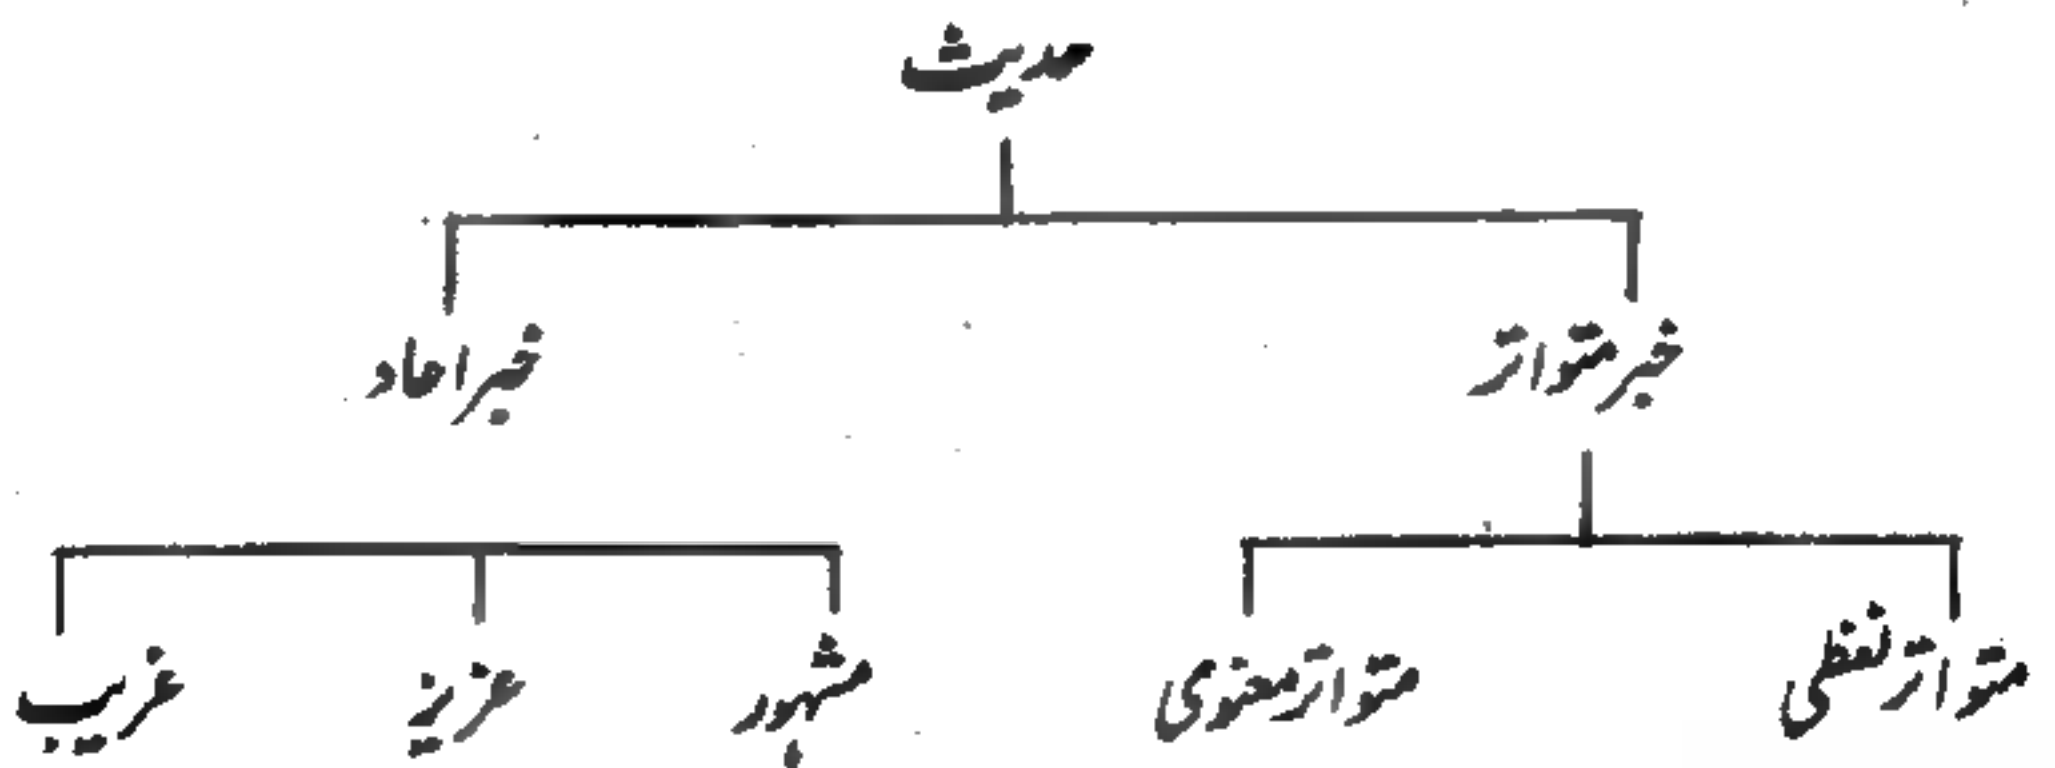 حدیث
خبر متواتر خبر احاد
متواتر لفظی متواتر معنوی مشہور عزیز غریب